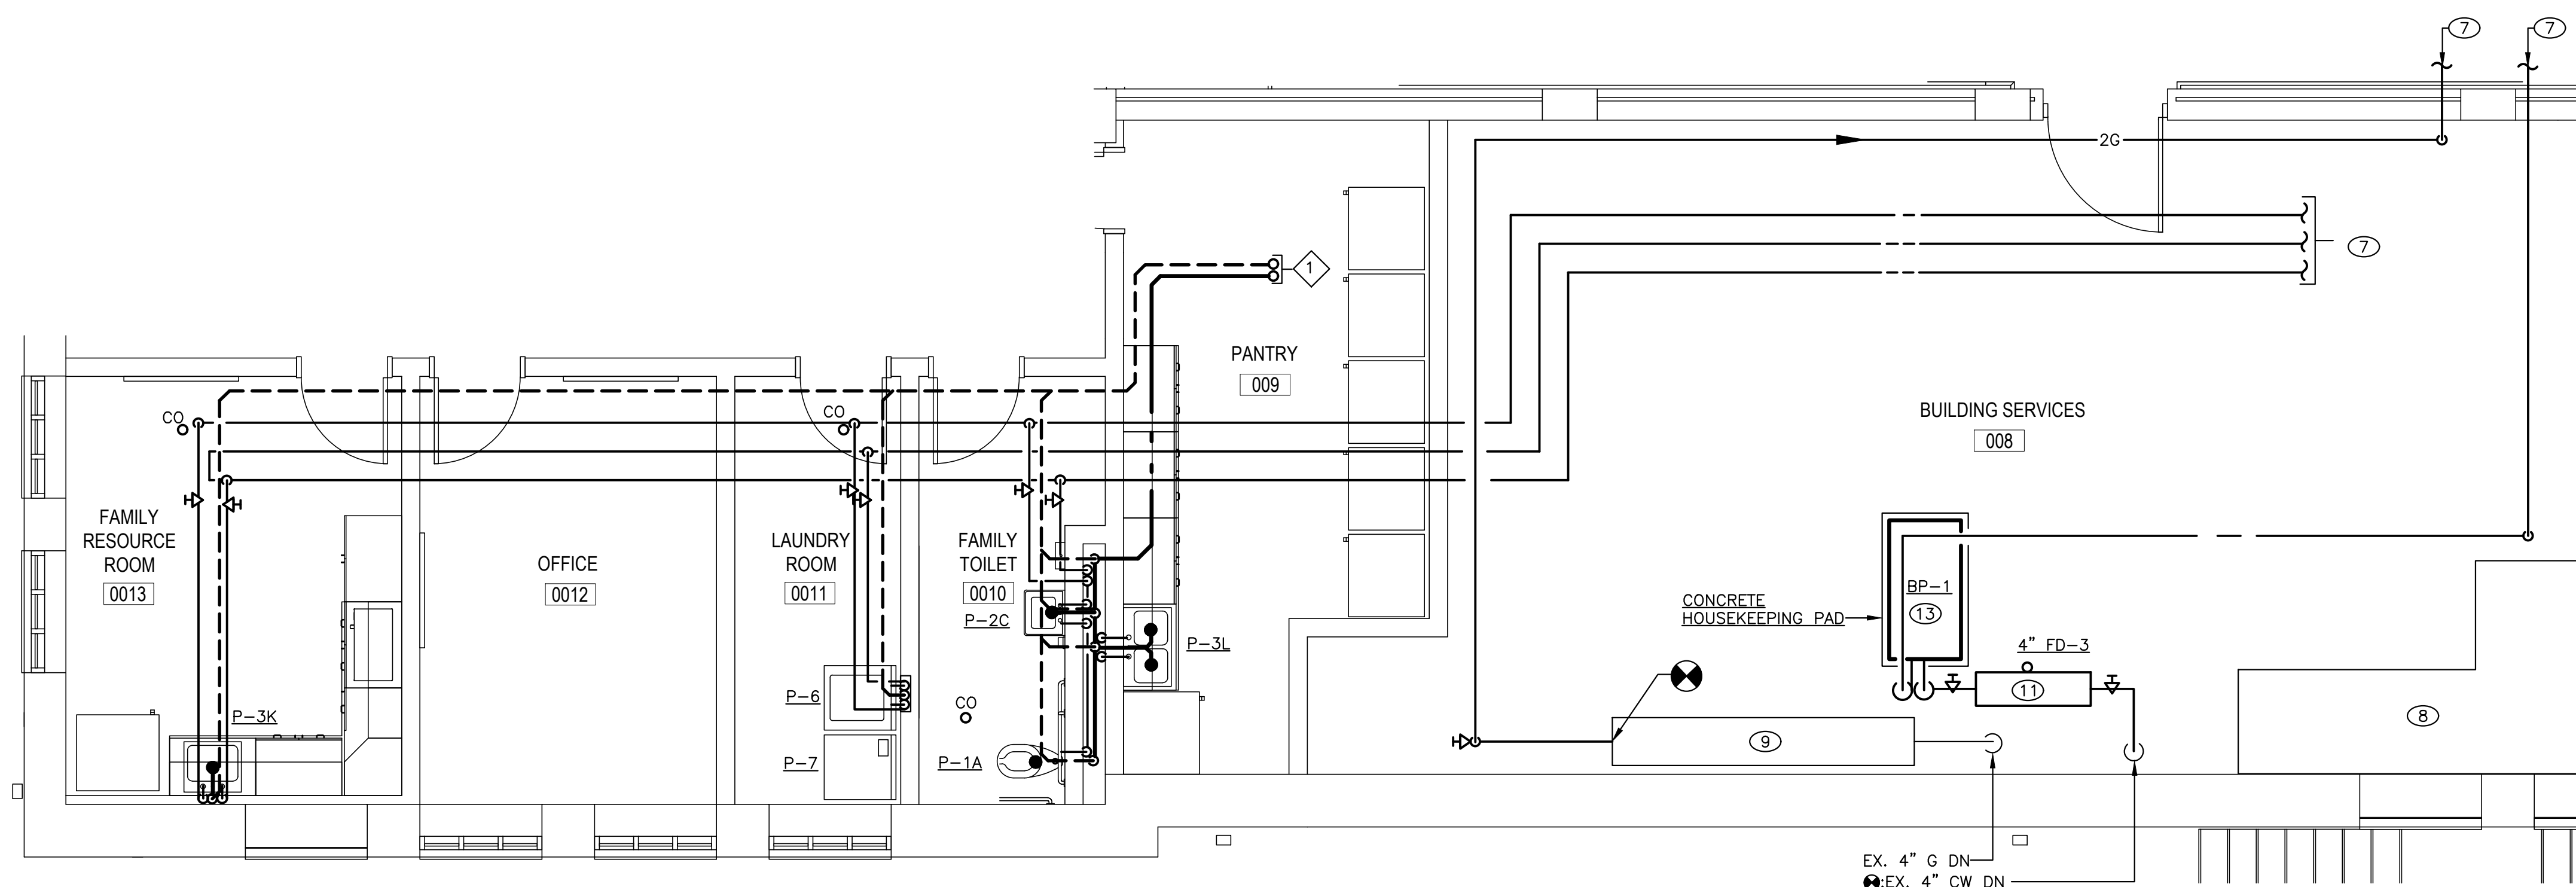 7
7
2G
7
1
PANTRY
009
CO
CO
BUILDING SERVICES
008
FAMILY
RESOURCE
ROOM
0013
OFFICE
0012
LAUNDRY
ROOM
0011
FAMILY
TOILET
0010
P-2C
P-3L
CONCRETE
HOUSEKEEPING PAD
BP-1
13
4" FD-3
11
P-6
P-3K
CO
P-7
P-1A
9
8
EX. 4" G DN
:EX. 4" CW DN